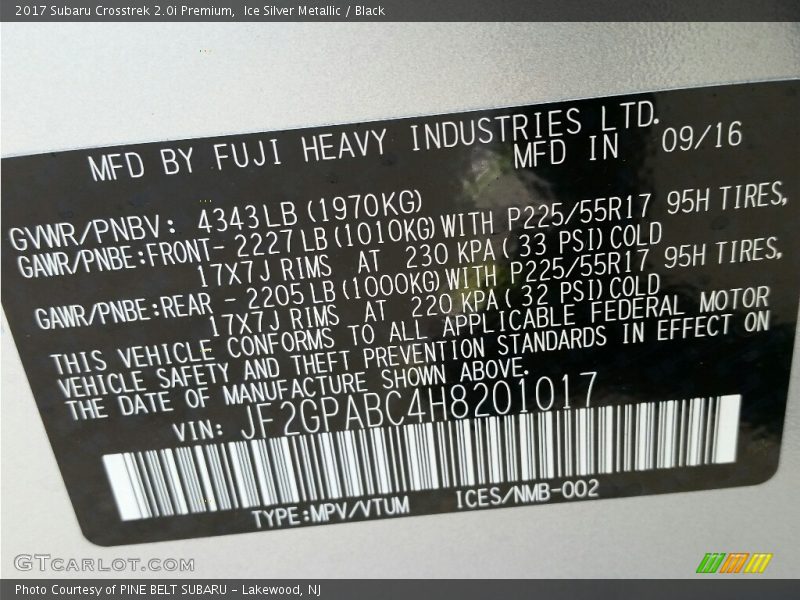 2017 Subaru Crosstrek 2.0i Premium, Ice Silver Metallic / Black
MFD BY FUJI HEAVY INDUSTRIES LTD.
MFD IN 09/16
GVWR/PNBV: 4343LB (1970KG)
GAWR/PNBE:FRONT- 2227 LB (1010KG) WITH P225/55R17 95H TIRES,
17X7J RIMS AT 230 KPA ( 33 PSI) COLD
GAWR/PNBE:REAR - 2205 LB (1000KG) WITH P225/55R17 95H TIRES,
17X7J RIMS AT 220 KPA ( 32 PSI) COLD
THIS VEHICLE CONFORMS TO ALL APPLICABLE FEDERAL MOTOR
VEHICLE SAFETY AND THEFT PREVENTION STANDARDS IN EFFECT ON
THE DATE OF MANUFACTURE SHOWN ABOVE.
VIN: JF2GPABC4H8201017
TYPE:MPV/VTUM ICES/NMB-002
GTCARLOT.COM
Photo Courtesy of PINE BELT SUBARU - Lakewood, NJ